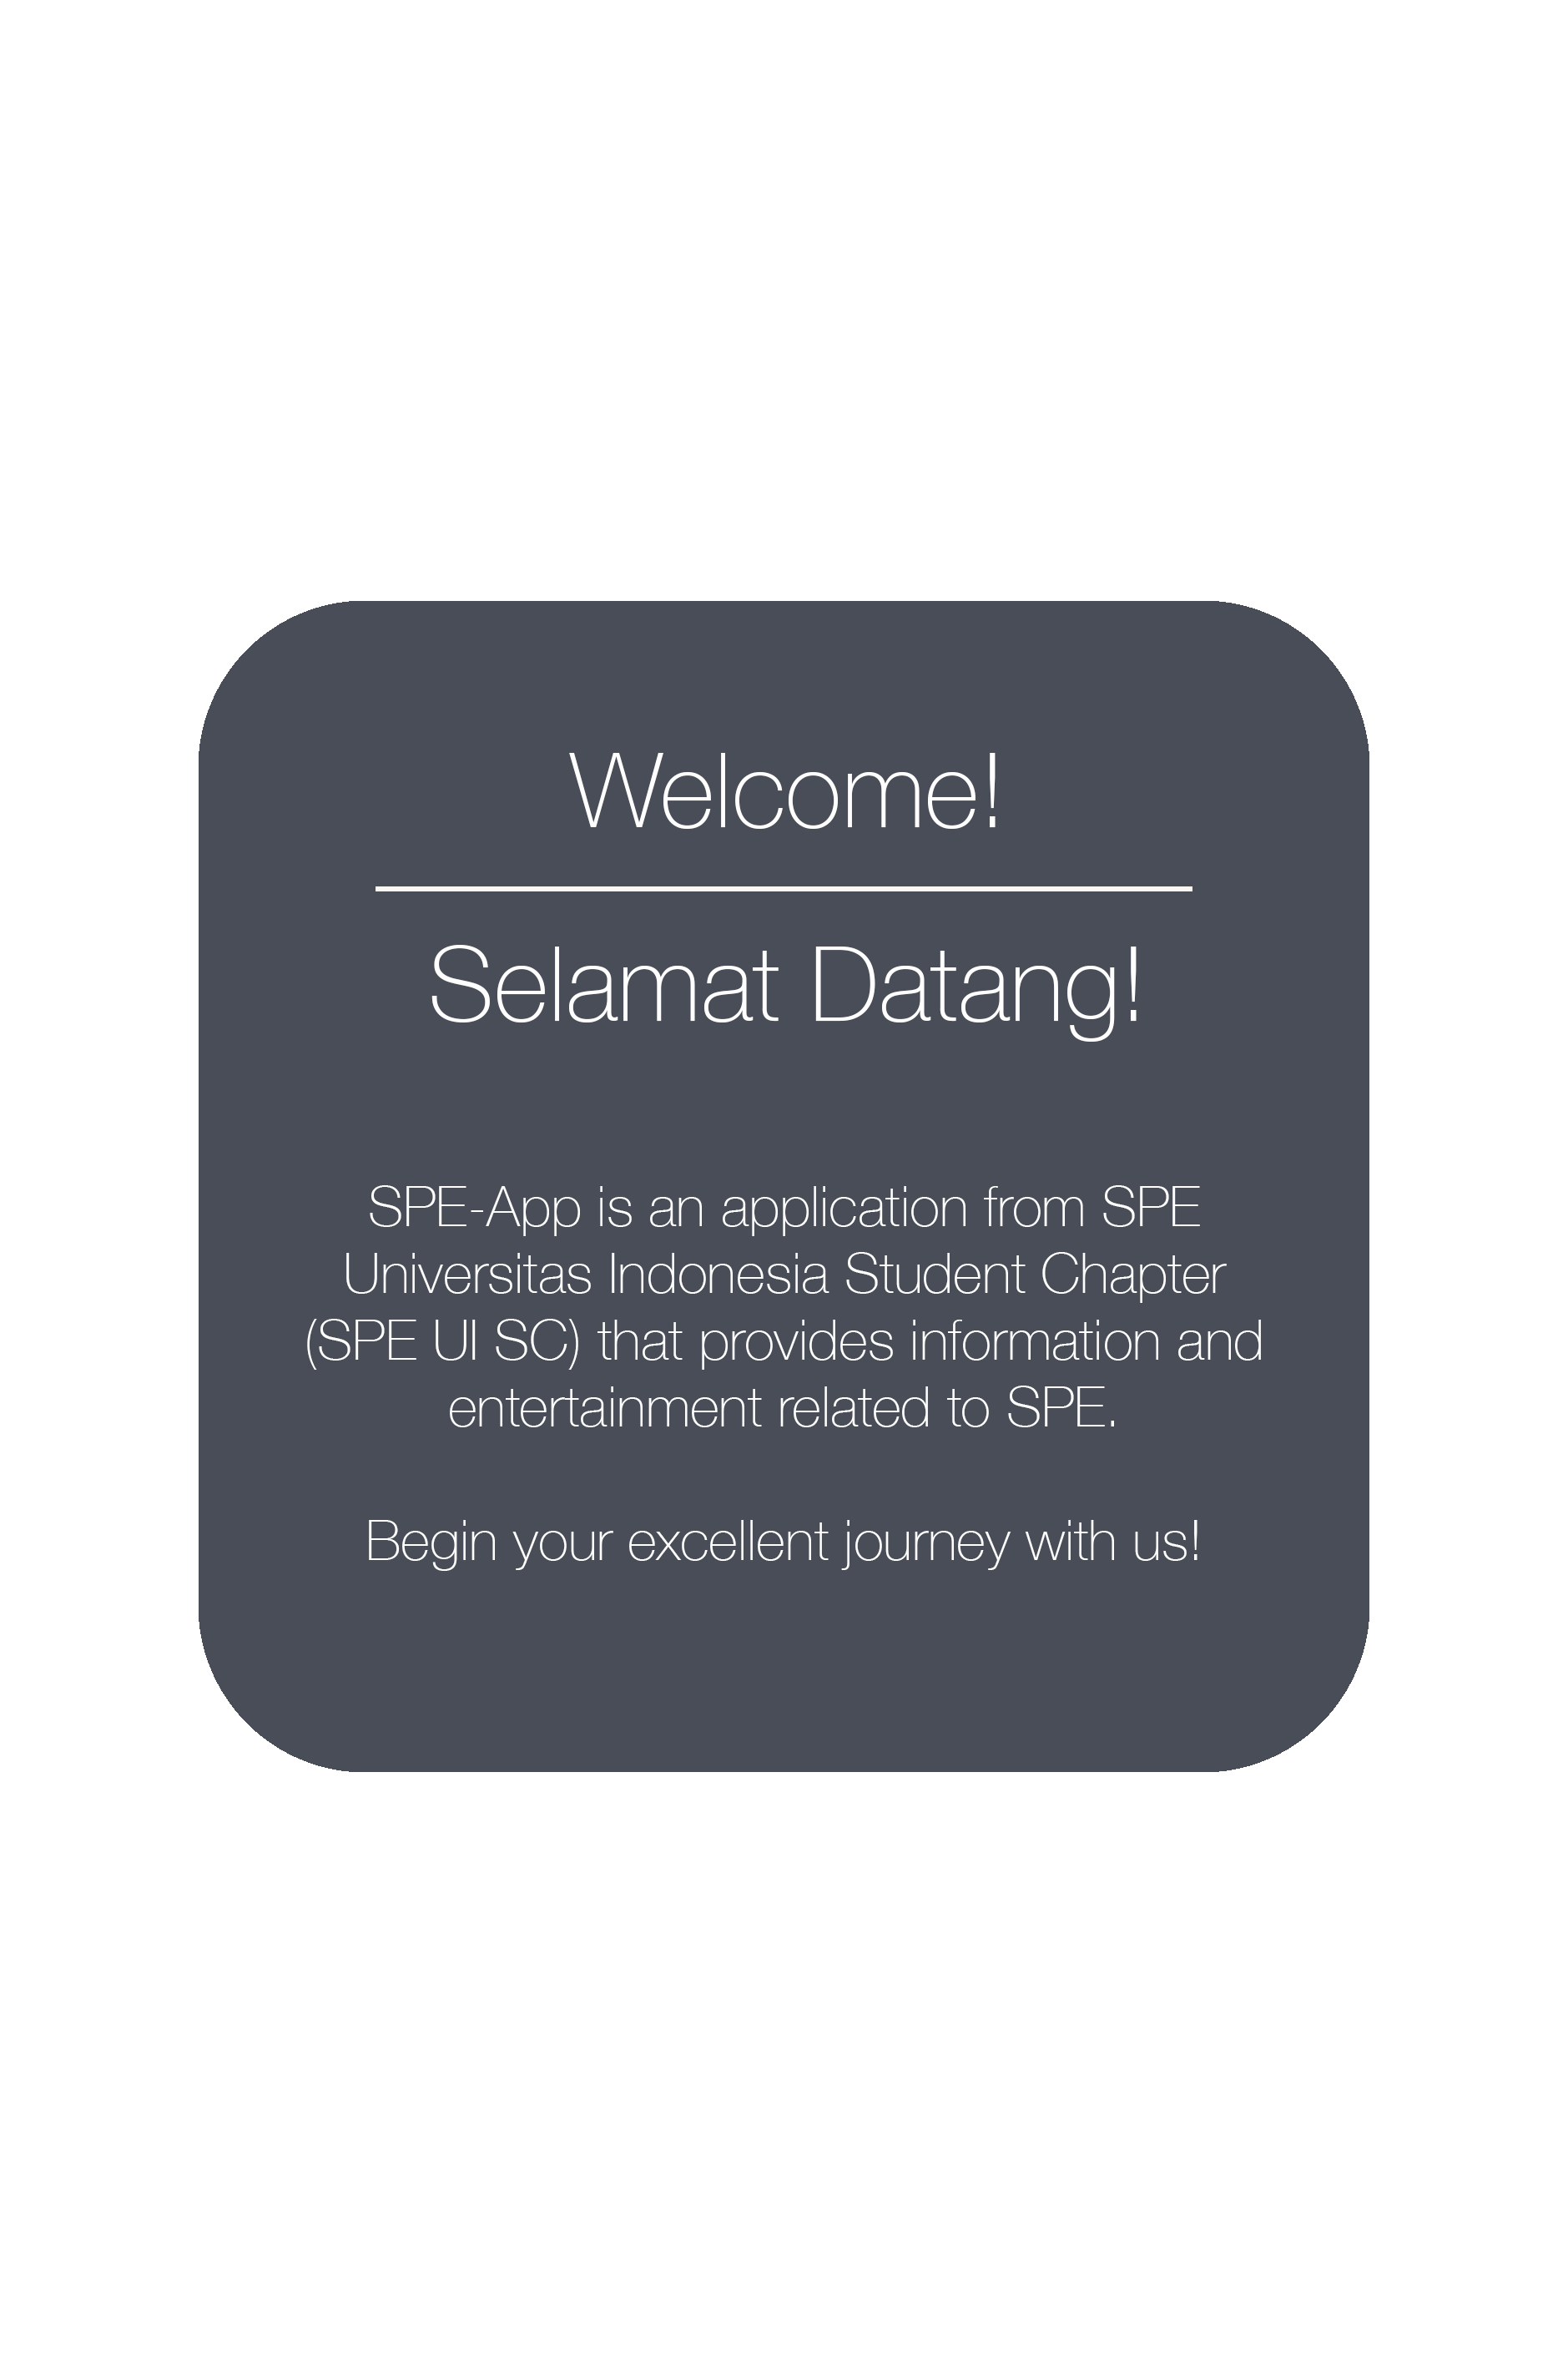 Welcome!
Selamat Datang!
SPE-App is an application from SPE
Universitas Indonesia Student Chapter
(SPE UI SC) that provides information and
entertainment related to SPE.
Begin your excellent journey with us!